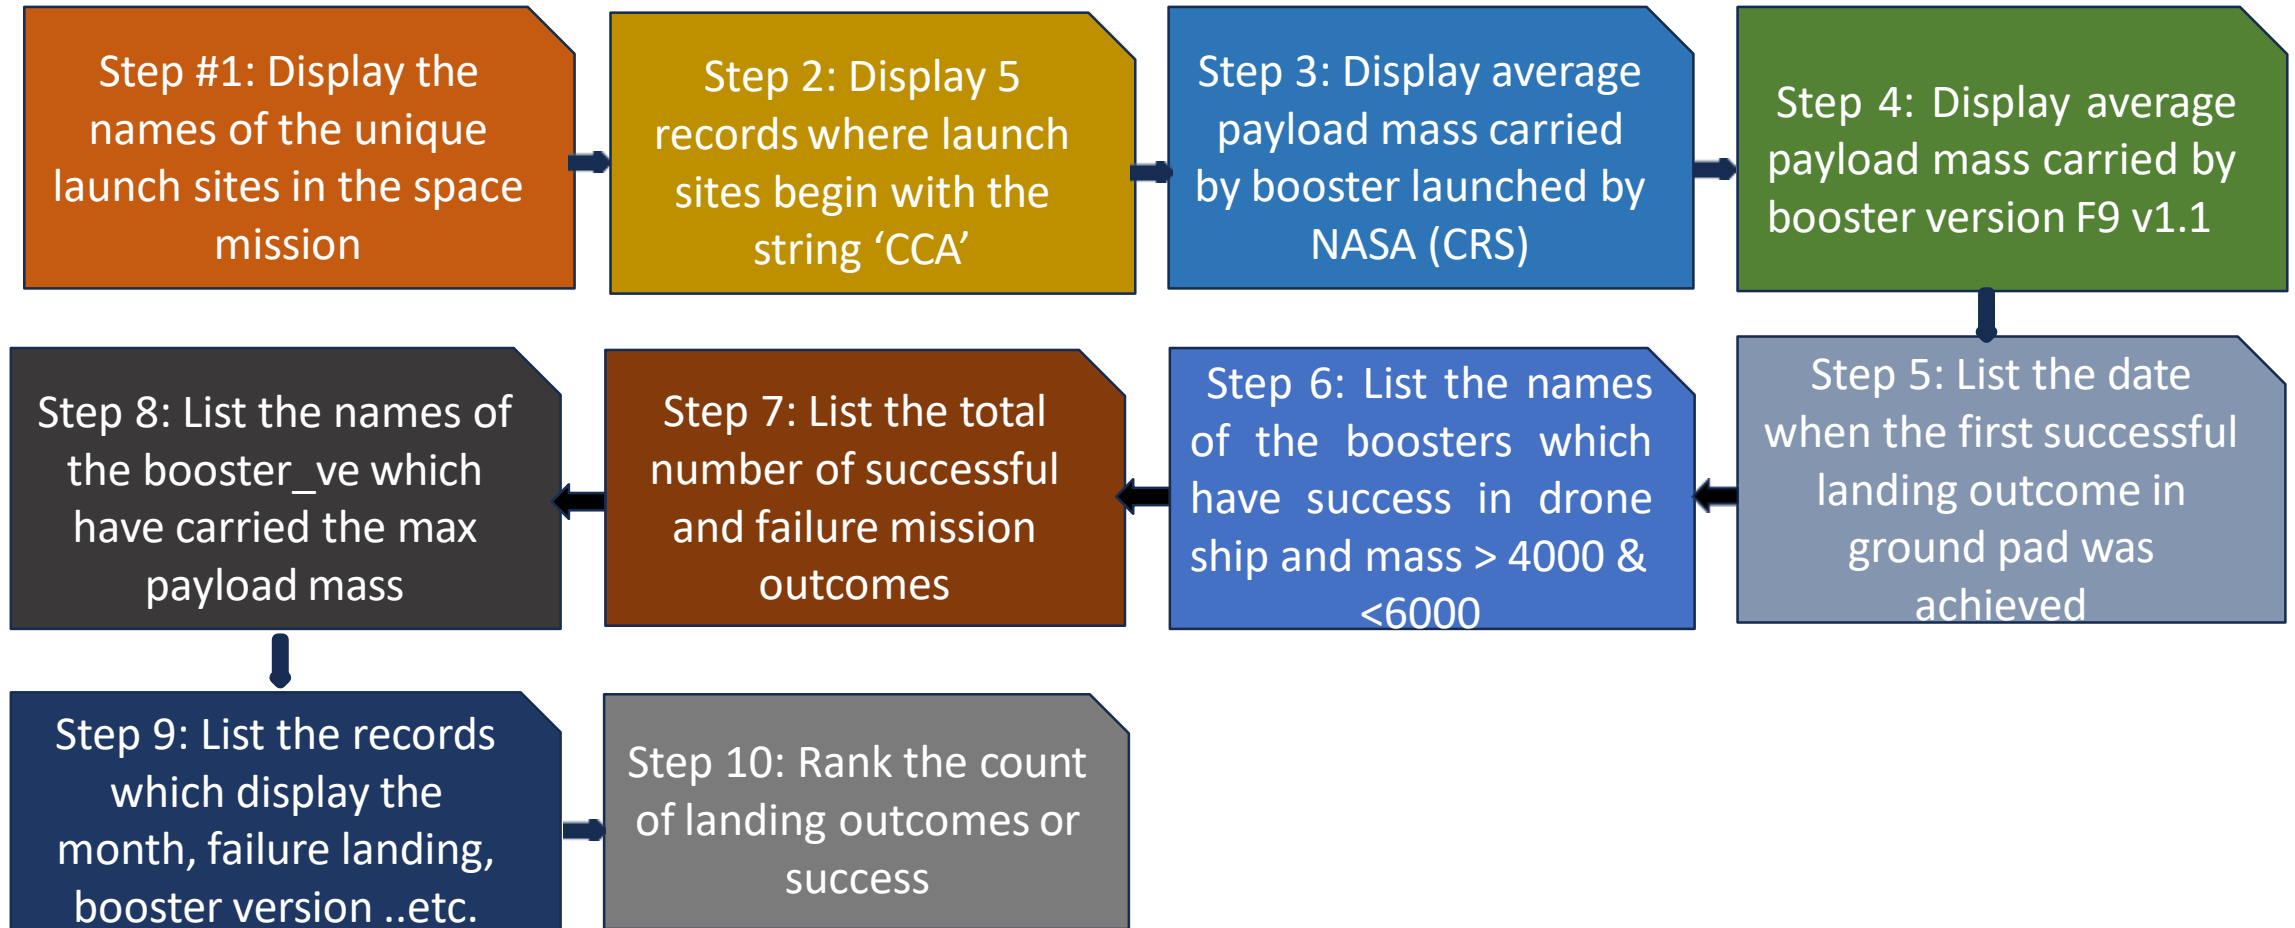 Step #1: Display the
names of the unique
launch sites in the space
mission
Step 2: Display 5
records where launch
sites begin with the
string ‘CCA’
Step 3: Display average
payload mass carried
by booster launched by
NASA (CRS)
Step 4: Display average
payload mass carried by
booster version F9 v1.1
Step 5: List the date
when the first successful
landing outcome in
ground pad was
achieved
Step 6: List the names
of the boosters which
have success in drone
ship and mass > 4000 &
<6000
Step 7: List the total
number of successful
and failure mission
outcomes
Step 8: List the names of
the booster_ve which
have carried the max
payload mass
Step 9: List the records
which display the
month, failure landing,
booster version ..etc.
Step 10: Rank the count
of landing outcomes or
success